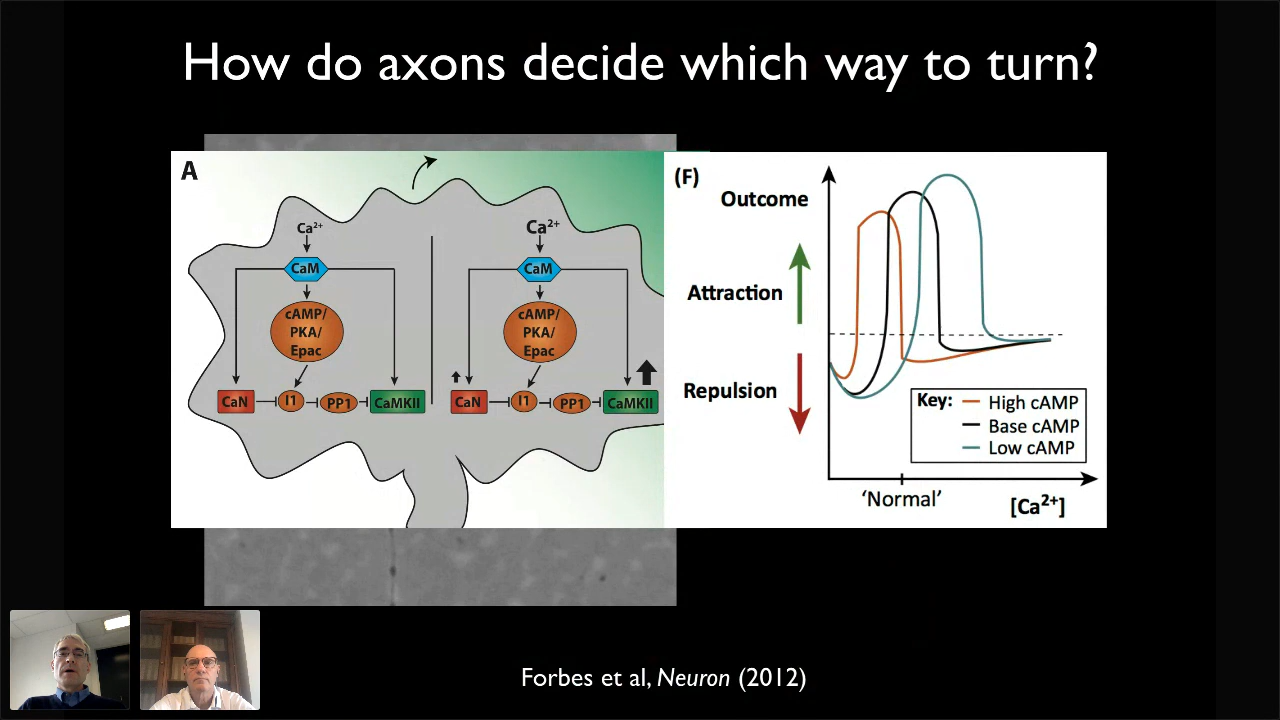 How do axons decide which way to turn?
A
Ca²⁺
CaM
cAMP/
PKA/
Epac
CaN
I1
PP1
CaMKII
Ca²⁺
CaM
cAMP/
PKA/
Epac
CaN
I1
PP1
CaMKII
(F)
Outcome
Attraction
Repulsion
Key:
High cAMP
Base cAMP
Low cAMP
‘Normal’
[Ca²⁺]
Forbes et al, Neuron (2012)